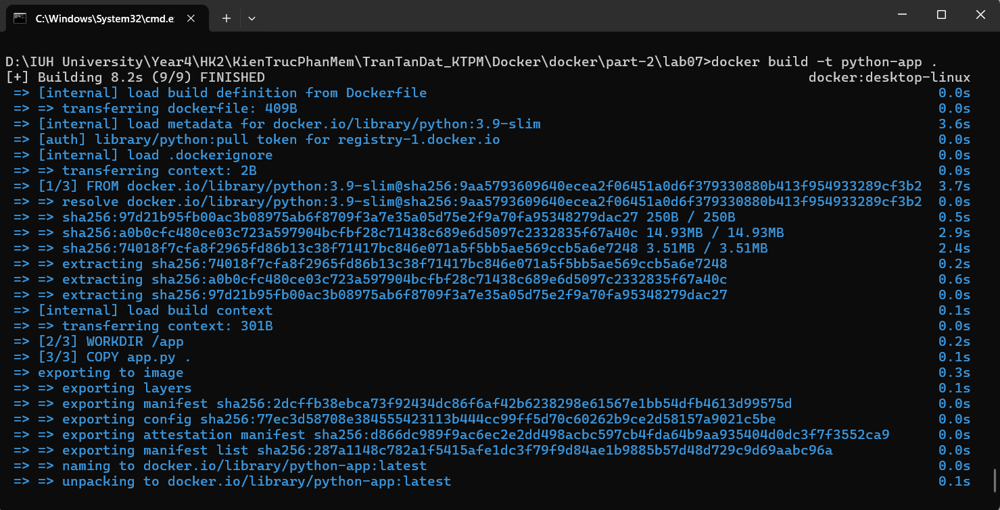 C:\Windows\System32\cmd.e
D:\IUH University\Year4\HK2\KienTrucPhanMem\TranTanDat_KTPM\Docker\docker\part-2\lab07>docker build -t python-app .
[+] Building 8.2s (9/9) FINISHED docker:desktop-linux
=> [internal] load build definition from Dockerfile 0.0s
=> => transferring dockerfile: 409B 0.0s
=> [internal] load metadata for docker.io/library/python:3.9-slim 3.6s
=> [auth] library/python:pull token for registry-1.docker.io 0.0s
=> [internal] load .dockerignore 0.0s
=> => transferring context: 2B 0.0s
=> [1/3] FROM docker.io/library/python:3.9-slim@sha256:9aa5793609640ecea2f06451a0d6f379330880b413f954933289cf3b2 3.7s
=> => resolve docker.io/library/python:3.9-slim@sha256:9aa5793609640ecea2f06451a0d6f379330880b413f954933289cf3b2 0.0s
=> => sha256:97d21b95fb00ac3b08975ab6f8709f3a7e35a05d75e2f9a70fa95348279dac27 250B / 250B 0.5s
=> => sha256:a0b0cfc480ce03c723a597904bcfbf28c71438c689e6d5097c2332835f67a40c 14.93MB / 14.93MB 2.9s
=> => sha256:74018f7cfa8f2965fd86b13c38f71417bc846e071a5f5bb5ae569ccb5a6e7248 3.51MB / 3.51MB 2.4s
=> => extracting sha256:74018f7cfa8f2965fd86b13c38f71417bc846e071a5f5bb5ae569ccb5a6e7248 0.2s
=> => extracting sha256:a0b0cfc480ce03c723a597904bcfbf28c71438c689e6d5097c2332835f67a40c 0.6s
=> => extracting sha256:97d21b95fb00ac3b08975ab6f8709f3a7e35a05d75e2f9a70fa95348279dac27 0.0s
=> [internal] load build context 0.1s
=> => transferring context: 301B 0.0s
=> [2/3] WORKDIR /app 0.2s
=> [3/3] COPY app.py . 0.1s
=> exporting to image 0.3s
=> => exporting layers 0.1s
=> => exporting manifest sha256:2dcffb38ebca73f92434dc86f6af42b6238298e61567e1bb54dfb4613d99575d 0.0s
=> => exporting config sha256:77ec3d58708e384555423113b444cc99ff5d70c60262b9ce2d58157a9021c5be 0.0s
=> => exporting attestation manifest sha256:d866dc989f9ac6ec2e2dd498acbc597cb4fda64b9aa935404d0dc3f7f3552ca9 0.0s
=> => exporting manifest list sha256:287a1148c782a1f5415afe1dc3f79f9d84ae1b9885b57d48d729c9d69aabc96a 0.0s
=> => naming to docker.io/library/python-app:latest 0.0s
=> => unpacking to docker.io/library/python-app:latest 0.1s